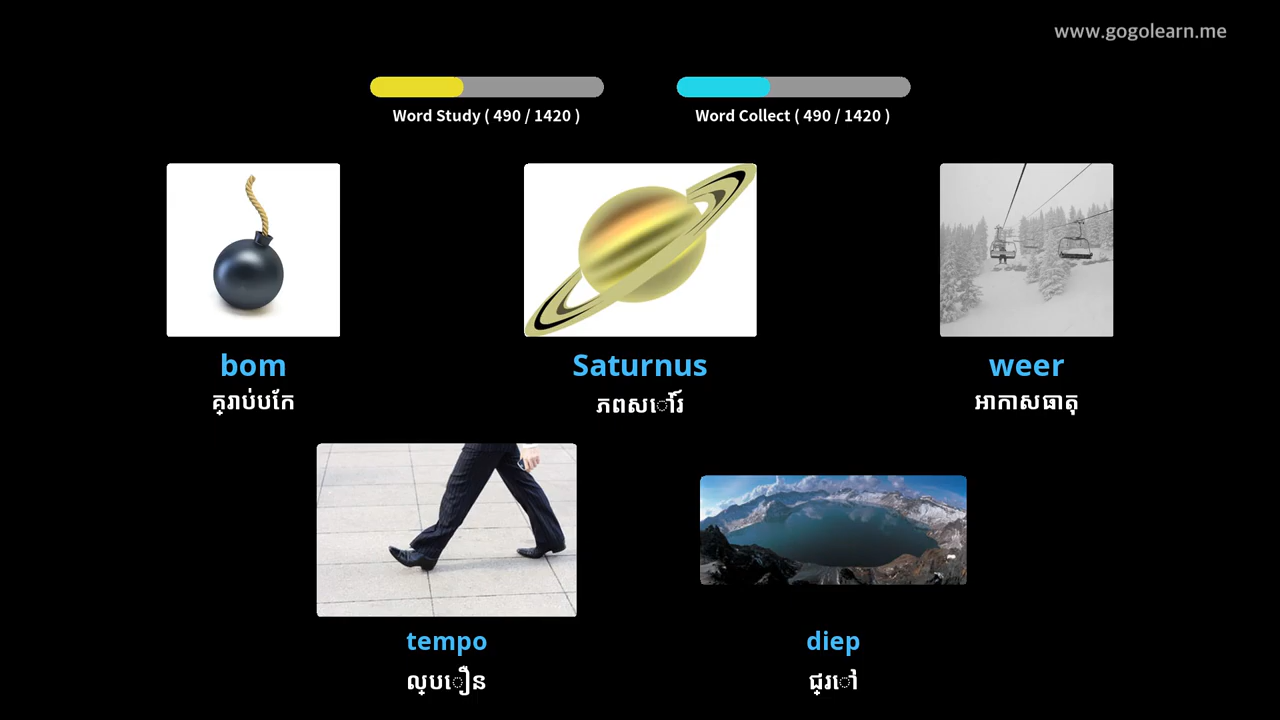 www.gogolearn.me
Word Study ( 490 / 1420 )
Word Collect ( 490 / 1420 )
bom
គ្រាប់បែក
Saturnus
ភពសៅរ៍
weer
អាកាសធាតុ
tempo
ល្បឿន
diep
ជ្រៅ